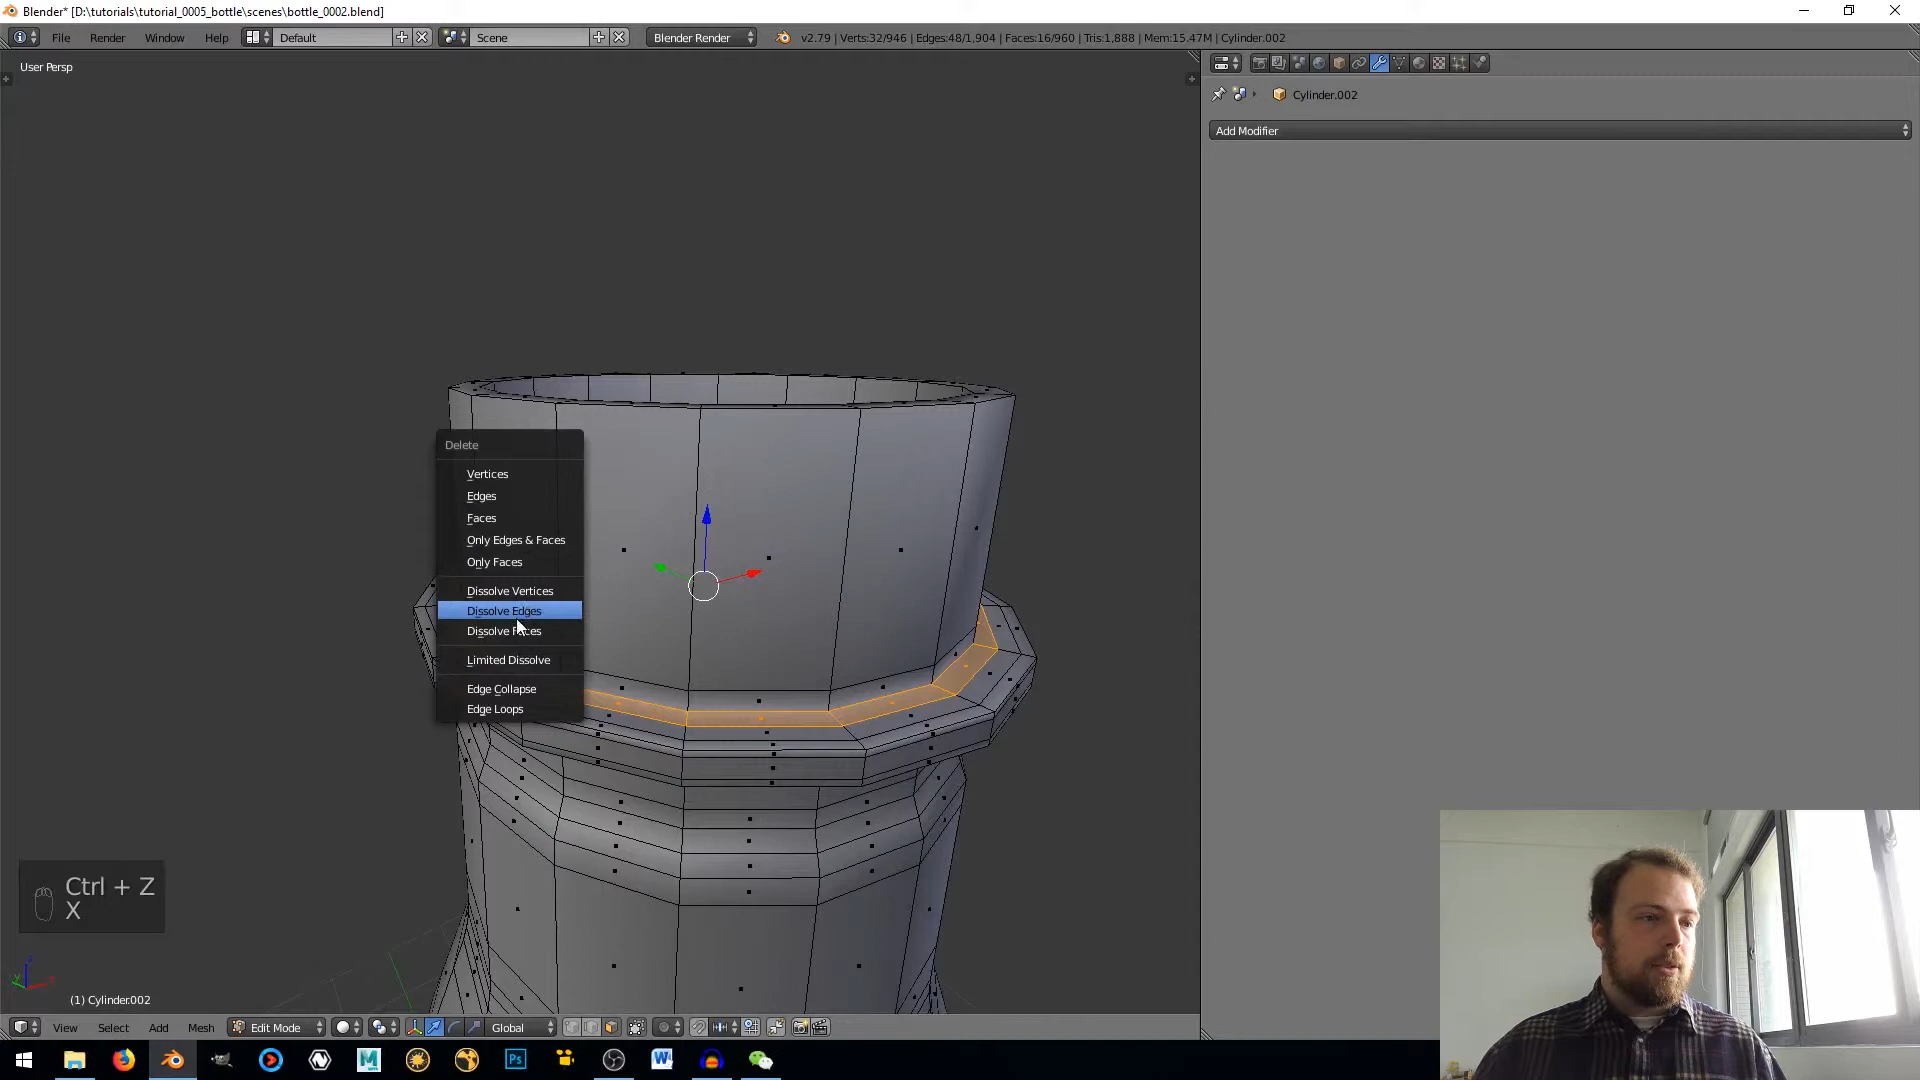 Blender* [D:\tutorials\tutorial_0005_bottle\scenes\bottle_0002.blend]
File Render Window Help Default Scene Blender Render v2.79 | Verts:32/946 | Edges:48/1,904 | Faces:16/960 | Tris:1,888 | Mem:15.47M | Cylinder.002
User Persp
Cylinder.002
Add Modifier
Delete
Vertices
Edges
Faces
Only Edges & Faces
Only Faces
Dissolve Vertices
Dissolve Edges
Dissolve Faces
Limited Dissolve
Edge Collapse
Edge Loops
Ctrl + Z
X
(1) Cylinder.002
View Select Add Mesh Edit Mode Global